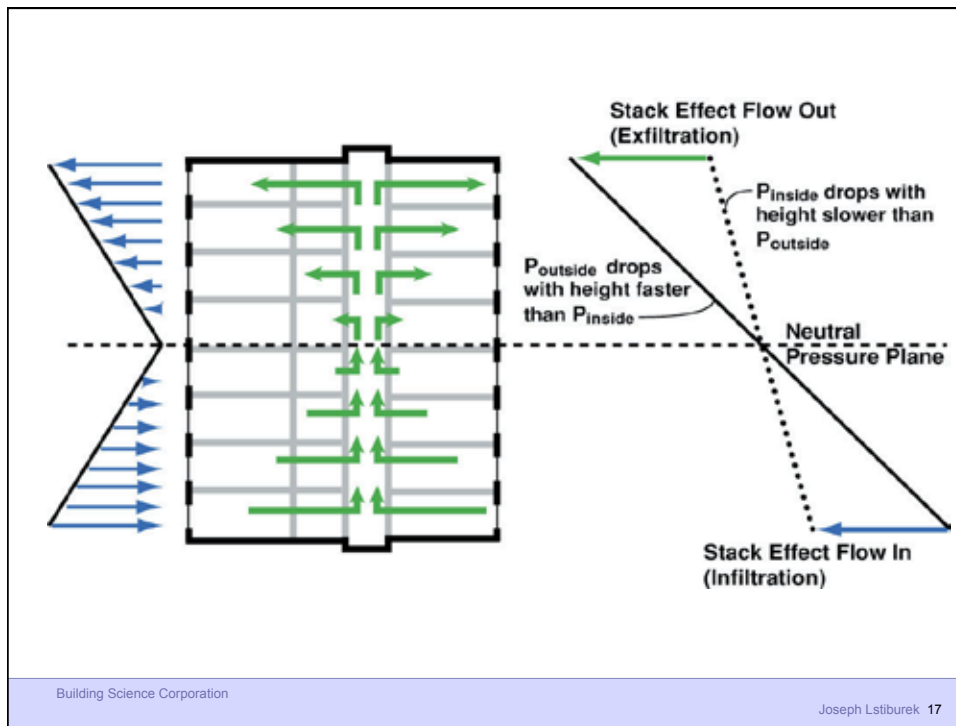 Stack Effect Flow Out
(Exfiltration)
Pinside drops with
height slower than
Poutside
Poutside drops
with height faster
than Pinside
Neutral
Pressure Plane
Stack Effect Flow In
(Infiltration)
Building Science Corporation
Joseph Lstiburek 17